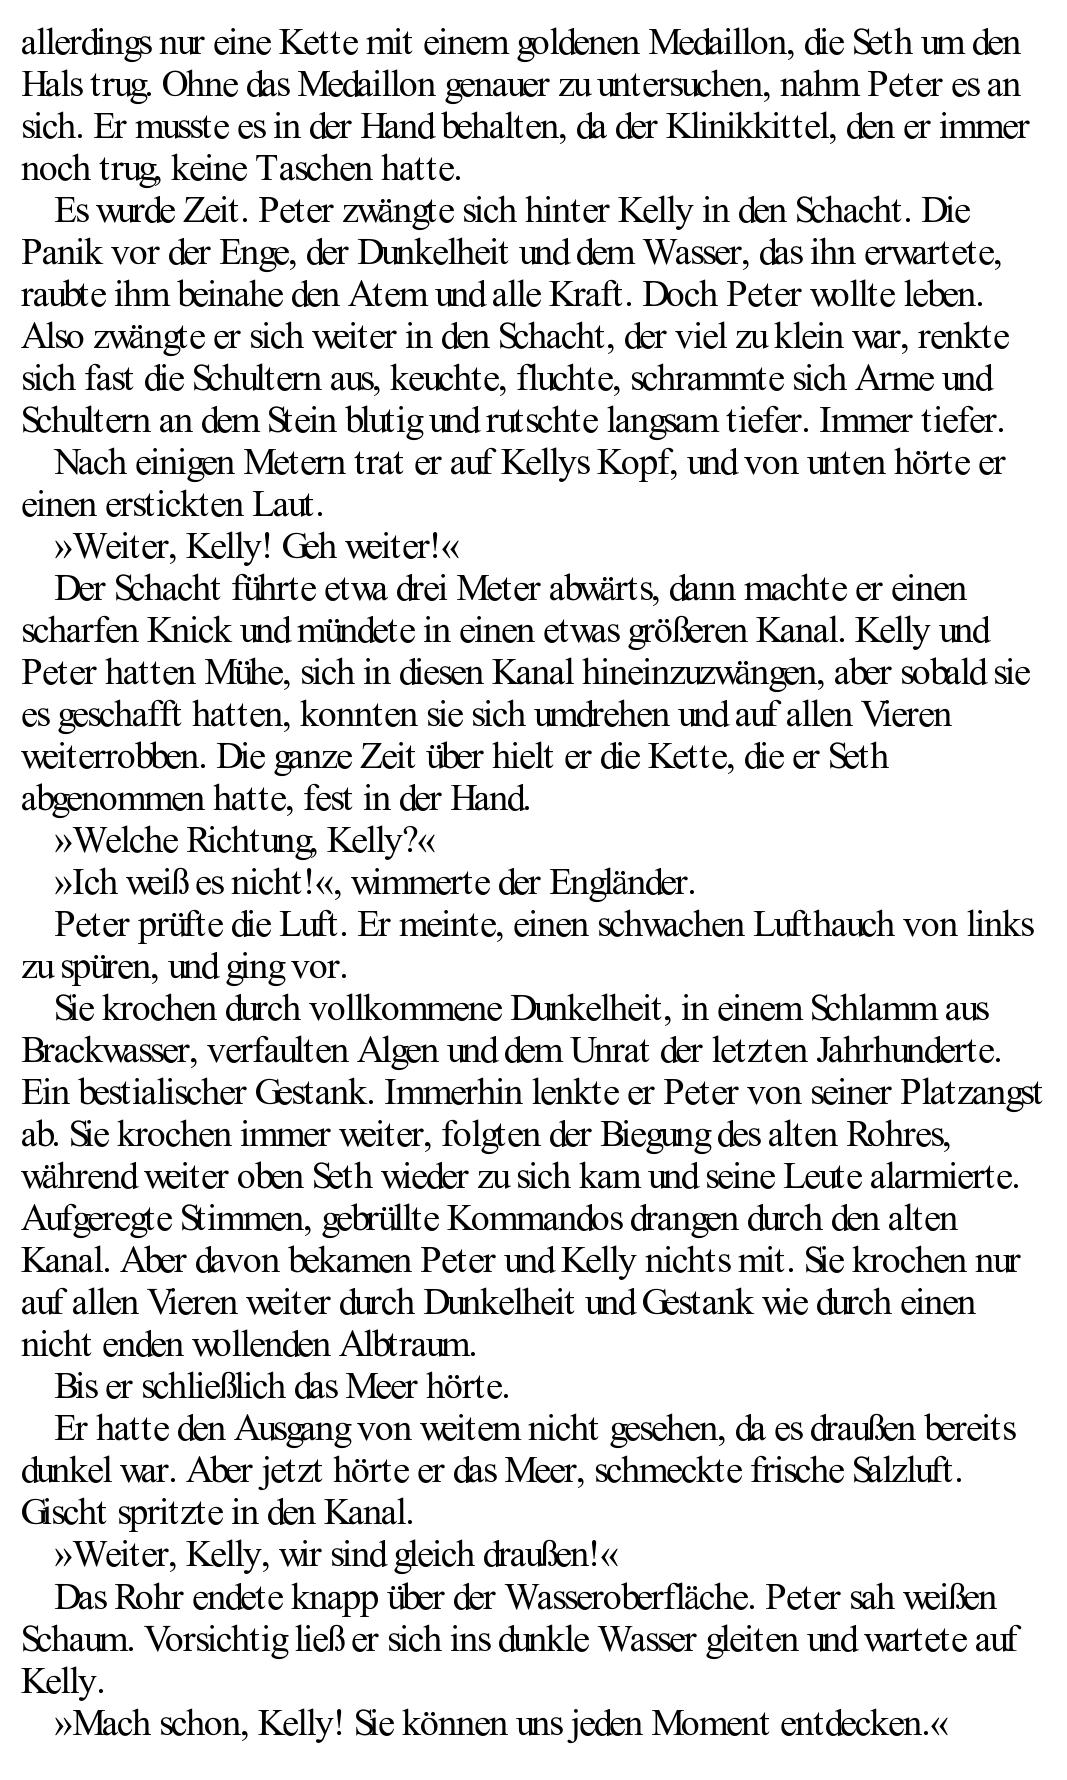 allerdings nur eine Kette mit einem goldenen Medaillon, die Seth um den
Hals trug. Ohne das Medaillon genauer zu untersuchen, nahm Peter es an
sich. Er musste es in der Hand behalten, da der Klinikkittel, den er immer
noch trug, keine Taschen hatte.
Es wurde Zeit. Peter zwängte sich hinter Kelly in den Schacht. Die
Panik vor der Enge, der Dunkelheit und dem Wasser, das ihn erwartete,
raubte ihm beinahe den Atem und alle Kraft. Doch Peter wollte leben.
Also zwängte er sich weiter in den Schacht, der viel zu klein war, renkte
sich fast die Schultern aus, keuchte, fluchte, schrammte sich Arme und
Schultern an dem Stein blutig und rutschte langsam tiefer. Immer tiefer.
Nach einigen Metern trat er auf Kellys Kopf, und von unten hörte er
einen erstickten Laut.
»Weiter, Kelly! Geh weiter!«
Der Schacht führte etwa drei Meter abwärts, dann machte er einen
scharfen Knick und mündete in einen etwas größeren Kanal. Kelly und
Peter hatten Mühe, sich in diesen Kanal hineinzuzwängen, aber sobald sie
es geschafft hatten, konnten sie sich umdrehen und auf allen Vieren
weiterrobben. Die ganze Zeit über hielt er die Kette, die er Seth
abgenommen hatte, fest in der Hand.
»Welche Richtung, Kelly?«
»Ich weiß es nicht!«, wimmerte der Engländer.
Peter prüfte die Luft. Er meinte, einen schwachen Lufthauch von links
zu spüren, und ging vor.
Sie krochen durch vollkommene Dunkelheit, in einem Schlamm aus
Brackwasser, verfaulten Algen und dem Unrat der letzten Jahrhunderte.
Ein bestialischer Gestank. Immerhin lenkte er Peter von seiner Platzangst
ab. Sie krochen immer weiter, folgten der Biegung des alten Rohres,
während weiter oben Seth wieder zu sich kam und seine Leute alarmierte.
Aufgeregte Stimmen, gebrüllte Kommandos drangen durch den alten
Kanal. Aber davon bekamen Peter und Kelly nichts mit. Sie krochen nur
auf allen Vieren weiter durch Dunkelheit und Gestank wie durch einen
nicht enden wollenden Albtraum.
Bis er schließlich das Meer hörte.
Er hatte den Ausgang von weitem nicht gesehen, da es draußen bereits
dunkel war. Aber jetzt hörte er das Meer, schmeckte frische Salzluft.
Gischt spritzte in den Kanal.
»Weiter, Kelly, wir sind gleich draußen!«
Das Rohr endete knapp über der Wasseroberfläche. Peter sah weißen
Schaum. Vorsichtig ließ er sich ins dunkle Wasser gleiten und wartete auf
Kelly.
»Mach schon, Kelly! Sie können uns jeden Moment entdecken.«